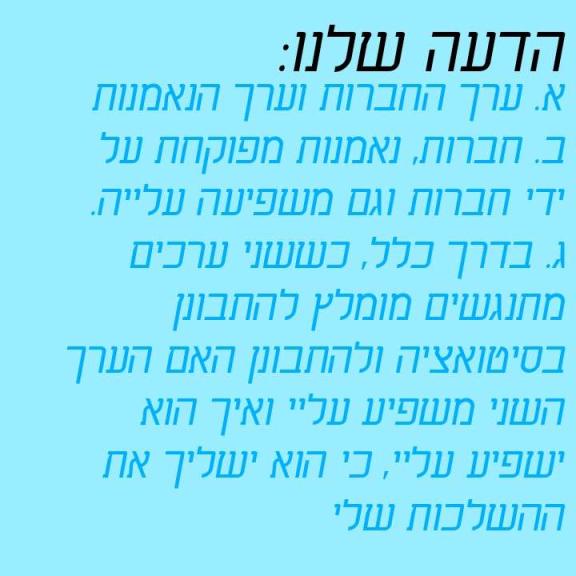 הדעה שלנו:
א. ערך החברות וערך הנאמנות
ב. חברות, נאמנות מפוקחת על
ידי חברות וגם משפיעה עלייה.
ג. בדרך כלל, כששני ערכים
מתנגשים מומלץ להתבונן
בסיטואציה ולהתבונן האם הערך
השני משפיע עליי ואיך הוא
ישפיע עליי, כי הוא ישליך את
ההשלכות שלי